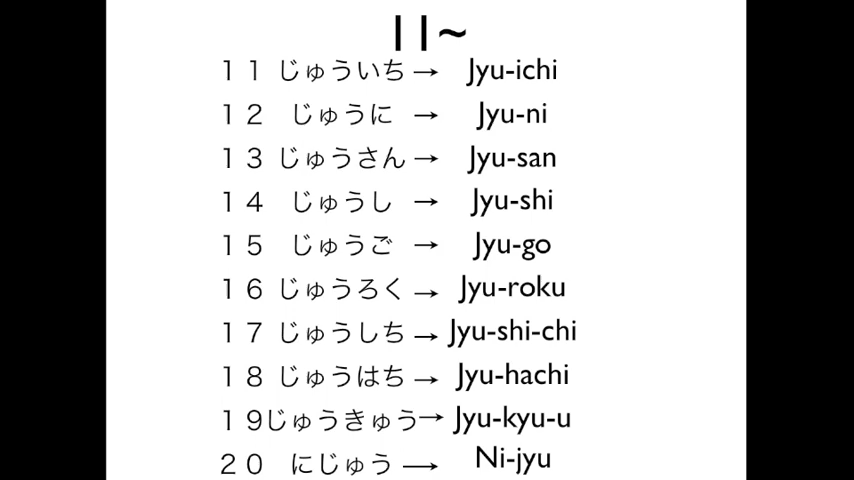 11~
１１ じゅういち → Jyu-ichi
１２ じゅうに → Jyu-ni
１３ じゅうさん → Jyu-san
１４ じゅうし → Jyu-shi
１５ じゅうご → Jyu-go
１６ じゅうろく → Jyu-roku
１７ じゅうしち → Jyu-shi-chi
１８ じゅうはち → Jyu-hachi
１９じゅうきゅう→ Jyu-kyu-u
２０ にじゅう → Ni-jyu